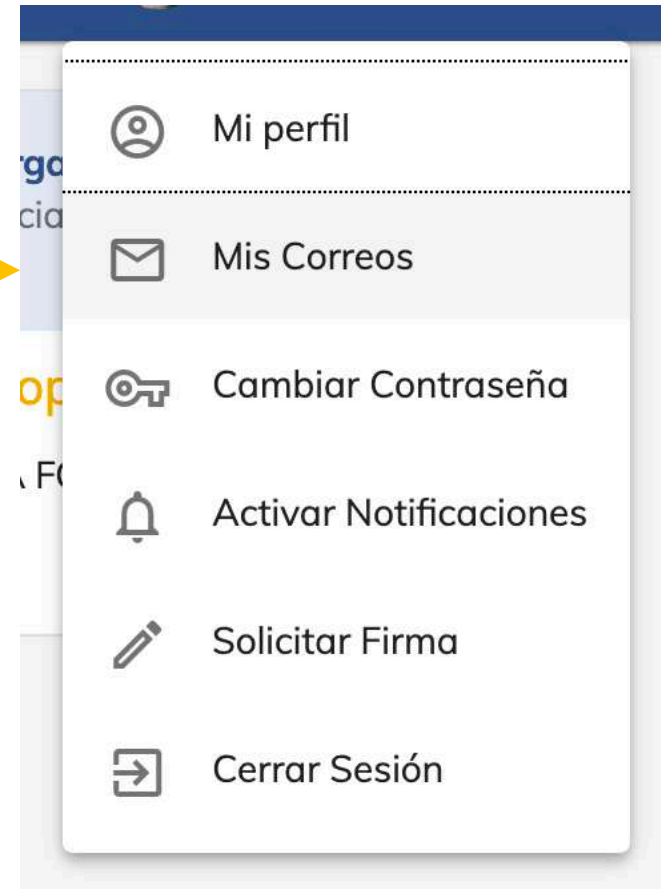 Mi perfil
Mis Correos
Cambiar Contraseña
Activar Notificaciones
Solicitar Firma
Cerrar Sesión